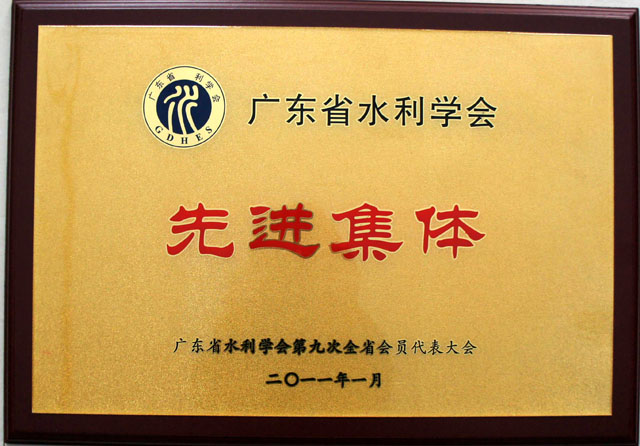 广东省 利学会
GDHES
广东省水利学会
先进集体
广东省水利学会第九次全省会员代表大会
二〇一一年一月